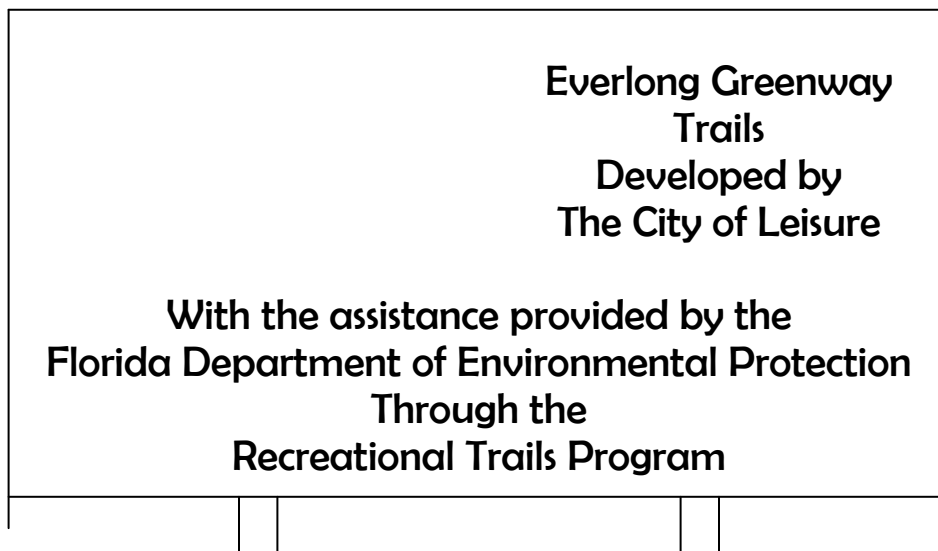 Everlong Greenway
Trails
Developed by
The City of Leisure
With the assistance provided by the
Florida Department of Environmental Protection
Through the
Recreational Trails Program